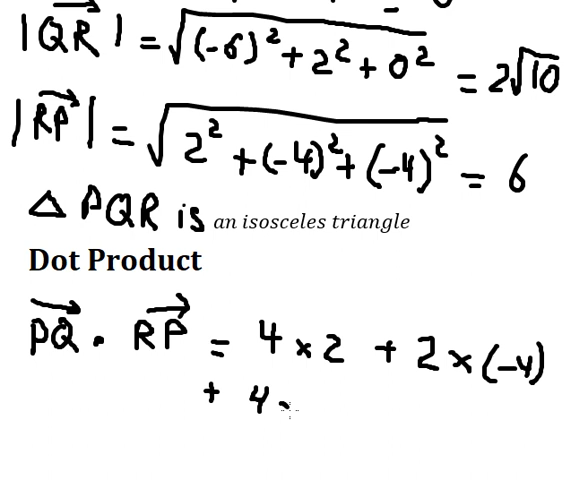 |QR| = √(-6)² + 2² + 0² = 2√10
|RP| = √2² + (-4)² + (-4)² = 6
△ PQR is an isosceles triangle
Dot Product
PQ · RP = 4 × 2 + 2 × (-4)
+ 4